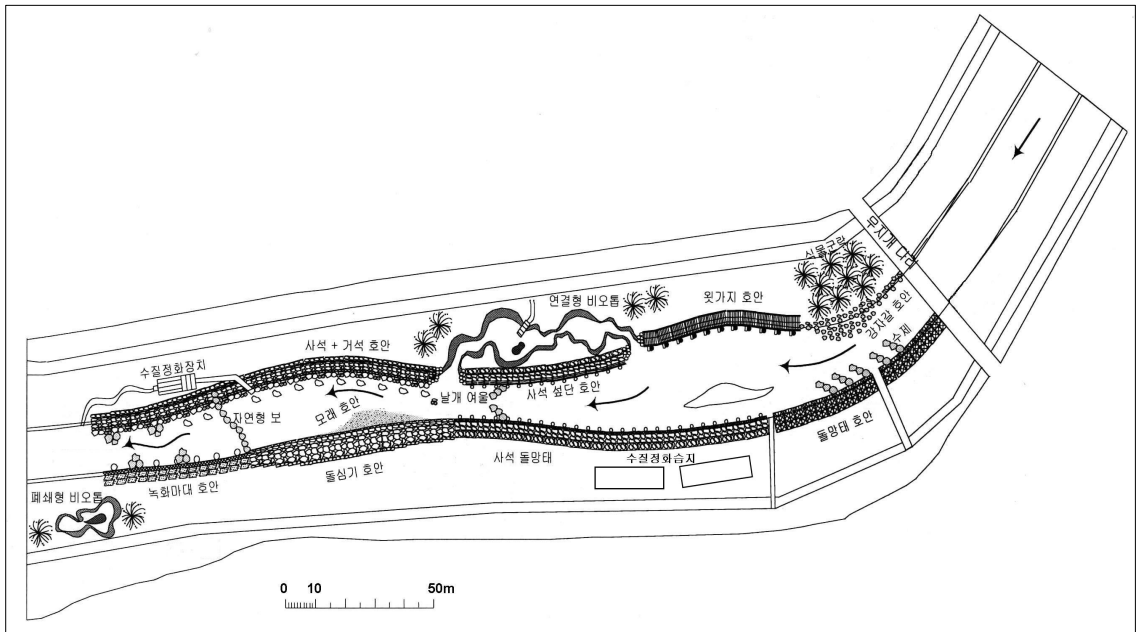 무지개 다리
식물군락
강자갈 호안
수제
윗가지 호안
연결형 비오톱
사석 + 거석 호안
수질정화장치
날개 여울
사석 섶단 호안
모래 호안
자연형 보
돌망태 호안
수질정화습지
사석 돌망태
돌심기 호안
녹화마대 호안
폐쇄형 비오톱
0 10 50m